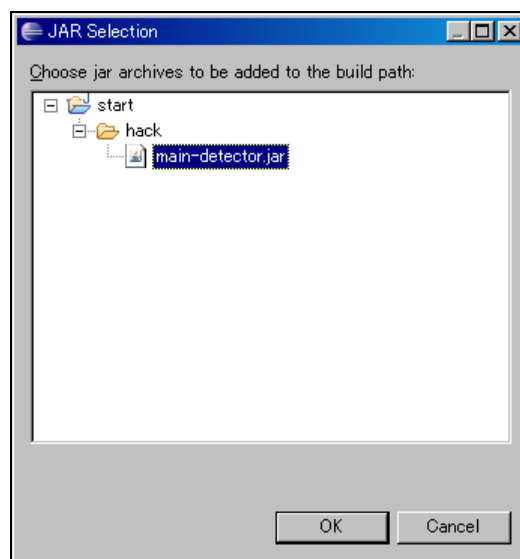 JAR Selection
Choose jar archives to be added to the build path:
start
hack
main-detector.jar
OK
Cancel